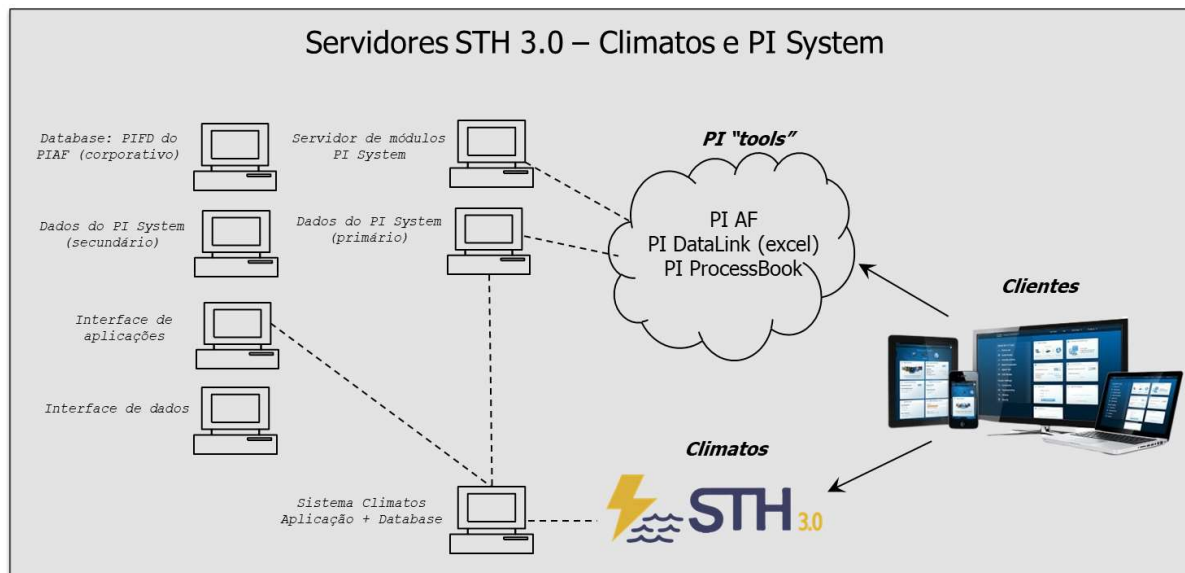 Servidores STH 3.0 – Climatos e PI System
Database: PIFD do
PIAF (corporativo)
Servidor de módulos
PI System
PI “tools”
Dados do PI System
(secundário)
Dados do PI System
(primário)
PI AF
PI DataLink (excel)
PI ProcessBook
Clientes
Interface de
aplicações
Interface de dados
Climatos
Sistema Climatos
Aplicação + Database
STH 3.0